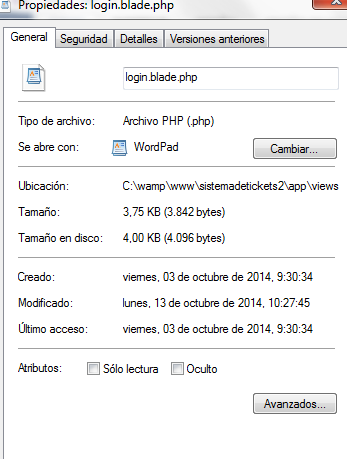 Propiedades: login.blade.php
General Seguridad Detalles Versiones anteriores
login.blade.php
Tipo de archivo: Archivo PHP (.php)
Se abre con: WordPad Cambiar...
Ubicación: C:\wamp\www\sistemadetickets2\app\views
Tamaño: 3,75 KB (3.842 bytes)
Tamaño en disco: 4,00 KB (4.096 bytes)
Creado: viernes, 03 de octubre de 2014, 9:30:34
Modificado: lunes, 13 de octubre de 2014, 10:27:45
Último acceso: viernes, 03 de octubre de 2014, 9:30:34
Atributos: Sólo lectura Oculto
Avanzados...